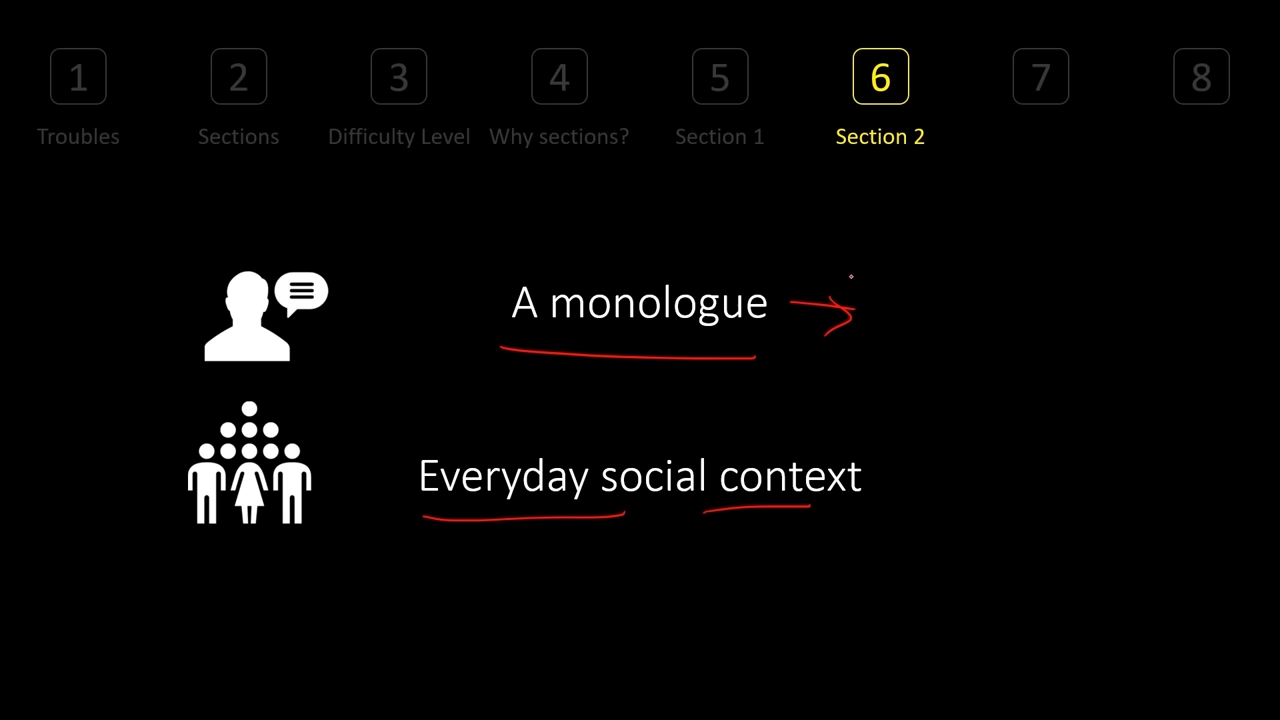 1 2 3 4 5 6 7 8
Troubles Sections Difficulty Level Why sections? Section 1 Section 2
A monologue
Everyday social context